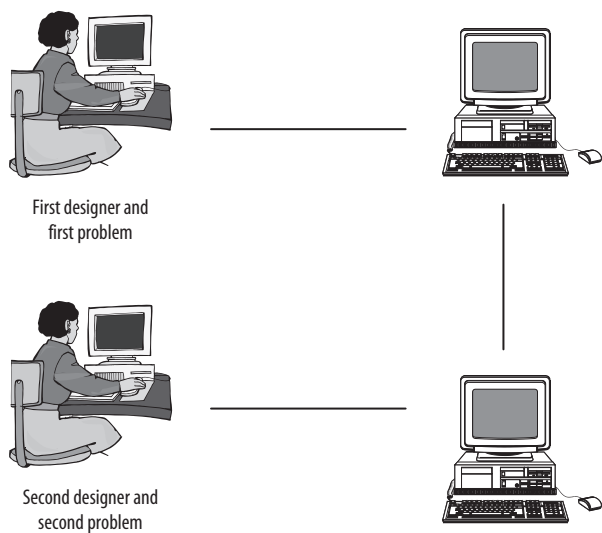 First designer and
first problem
Second designer and
second problem